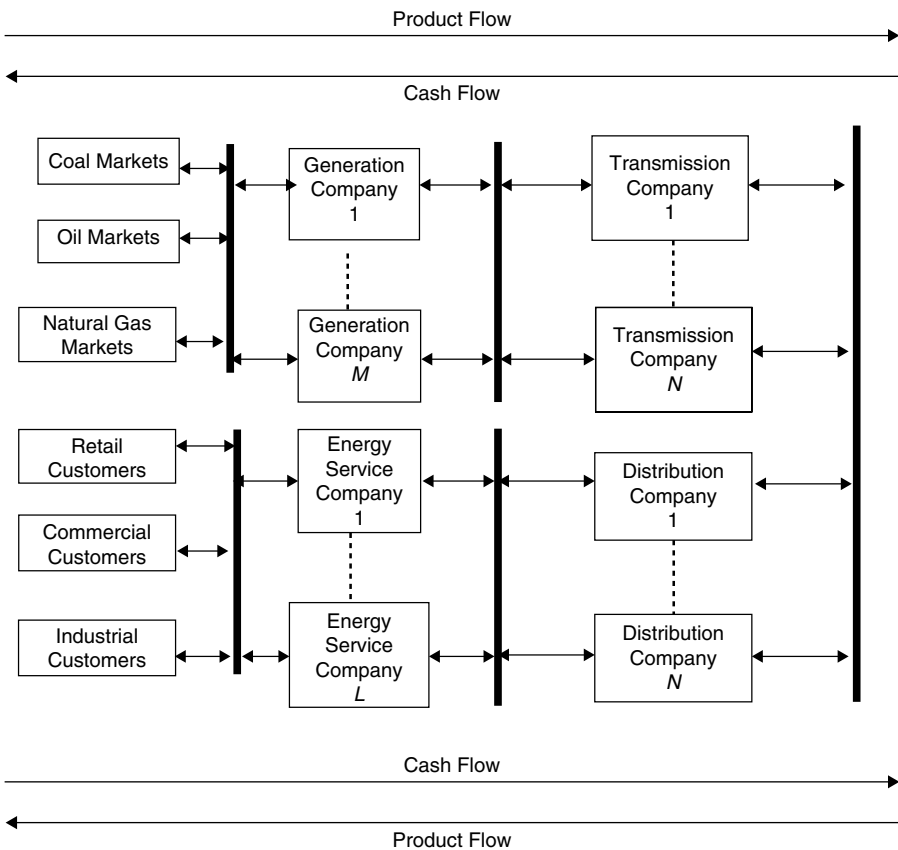 Product Flow
Cash Flow
Coal Markets
Oil Markets
Natural Gas
Markets
Generation
Company
1
Generation
Company
M
Transmission
Company
1
Transmission
Company
N
Retail
Customers
Commercial
Customers
Industrial
Customers
Energy
Service
Company
1
Energy
Service
Company
L
Distribution
Company
1
Distribution
Company
N
Cash Flow
Product Flow